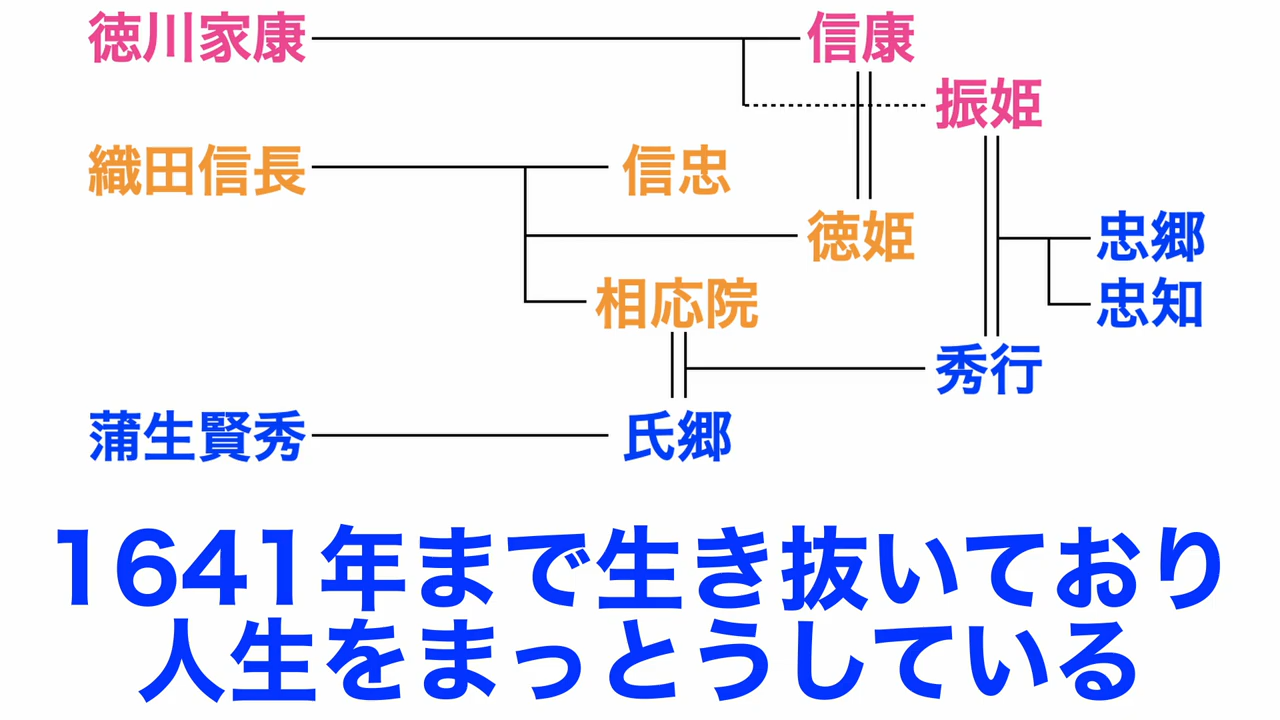 徳川家康
信康
振姫
織田信長
信忠
徳姫
忠郷
相応院
忠知
秀行
蒲生賢秀
氏郷
1641年まで生き抜いており
人生をまっとうしている